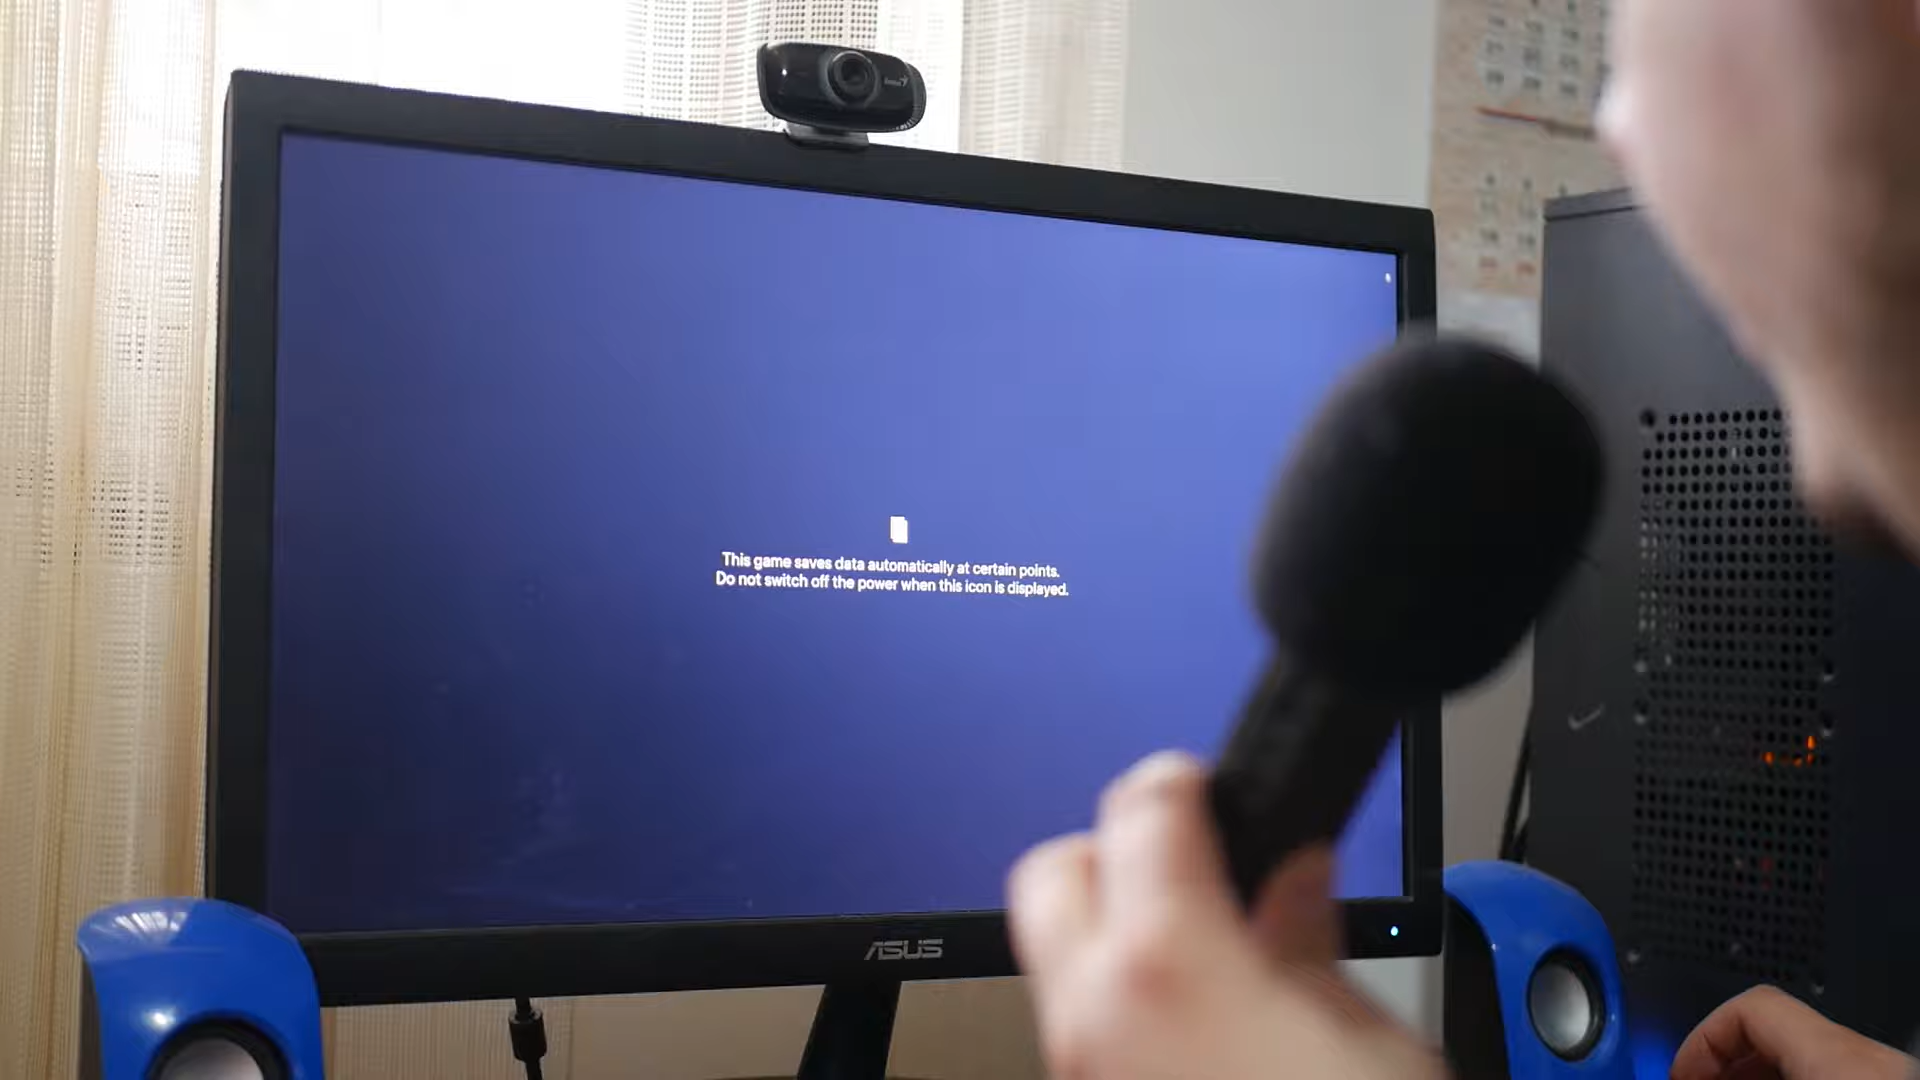 This game saves data automatically at certain points.
Do not switch off the power when this icon is displayed.
ASUS